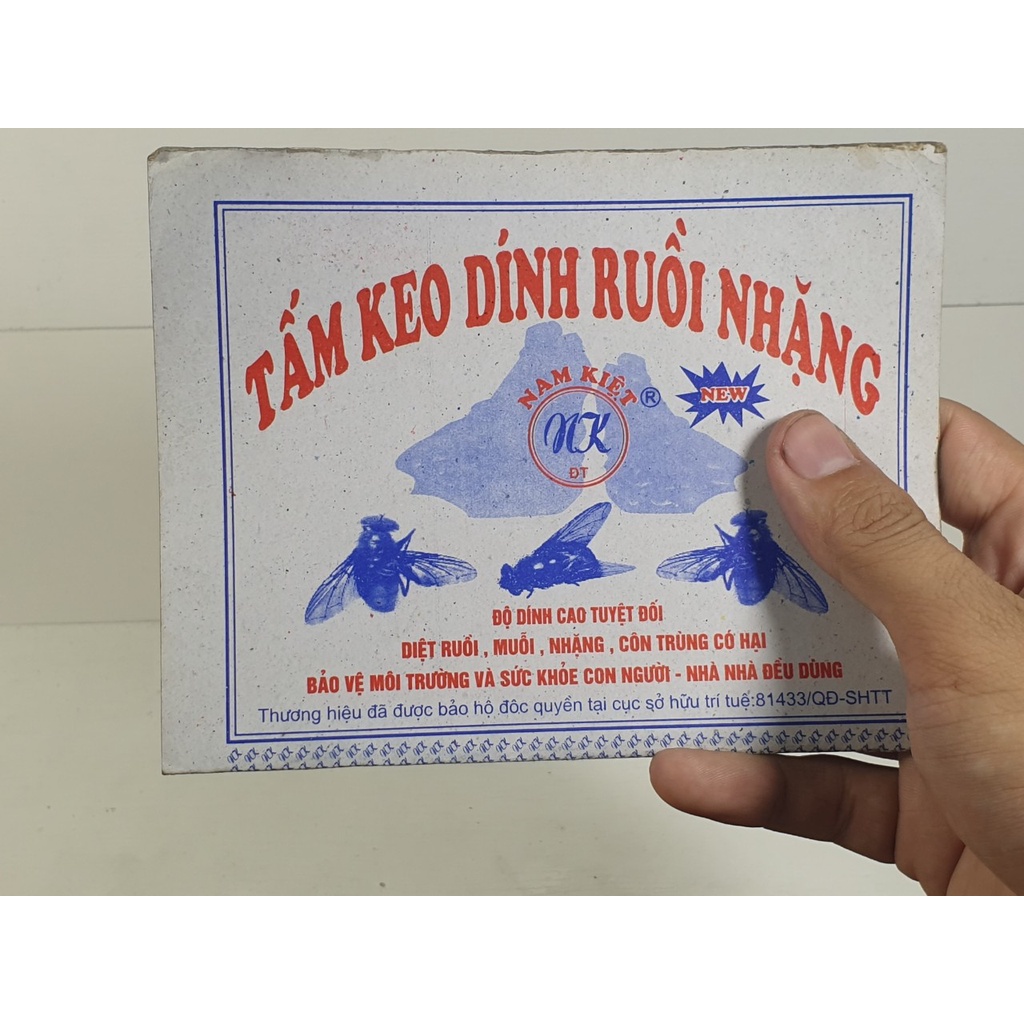 TẤM KEO DÍNH RUỒI NHẶNG
NAM KIỆT ®
NEW
NK
ĐT
ĐỘ DÍNH CAO TUYỆT ĐỐI
DIỆT RUỒI , MUỖI , NHẶNG , CÔN TRÙNG CÓ HẠI
BẢO VỆ MÔI TRƯỜNG VÀ SỨC KHỎE CON NGƯỜI - NHÀ NHÀ ĐỀU DÙNG
Thương hiệu đã được bảo hộ đôc quyền tại cục sở hữu trí tuế:81433/QĐ-SHTT